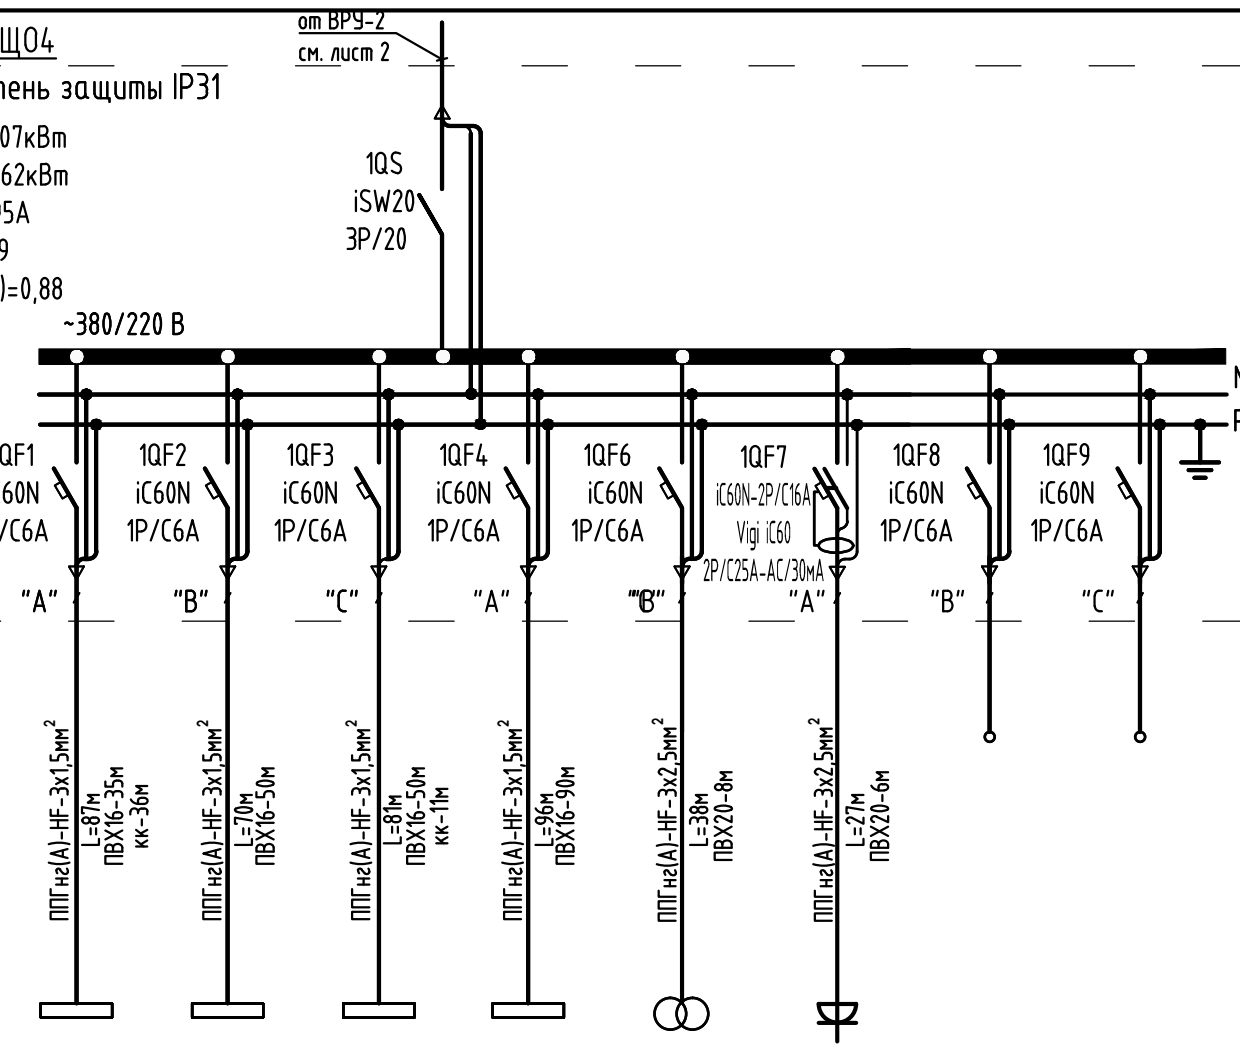 от ВРУ-2
см. лист 2
ЩО4
пень защиты IP31
07кВт
62кВт
95А
9
)=0,88
~380/220 В
1QS
iSW20
3P/20
N
P
QF1
60N
/C6A
"A"
1QF2
iC60N
1P/C6A
"B"
1QF3
iC60N
1P/C6A
"C"
1QF4
iC60N
1P/C6A
"A"
1QF6
iC60N
1P/C6A
1QF7
iC60N-2P/C16A
Vigi iC60
2P/C25A-AC/30мА
"A"
1QF8
iC60N
1P/C6A
"B"
1QF9
iC60N
1P/C6A
"C"
ППГнг(А)-HF-3х1,5мм²
L=87м
ПВХ16-35м
кк-36м
ППГнг(А)-HF-3х1,5мм²
L=70м
ПВХ16-50м
ППГнг(А)-HF-3х1,5мм²
L=81м
ПВХ16-50м
кк-11м
ППГнг(А)-HF-3х1,5мм²
L=96м
ПВХ16-90м
ППГнг(А)-HF-3х2,5мм²
L=38м
ПВХ20-8м
ППГнг(А)-HF-3х2,5мм²
L=27м
ПВХ20-6м